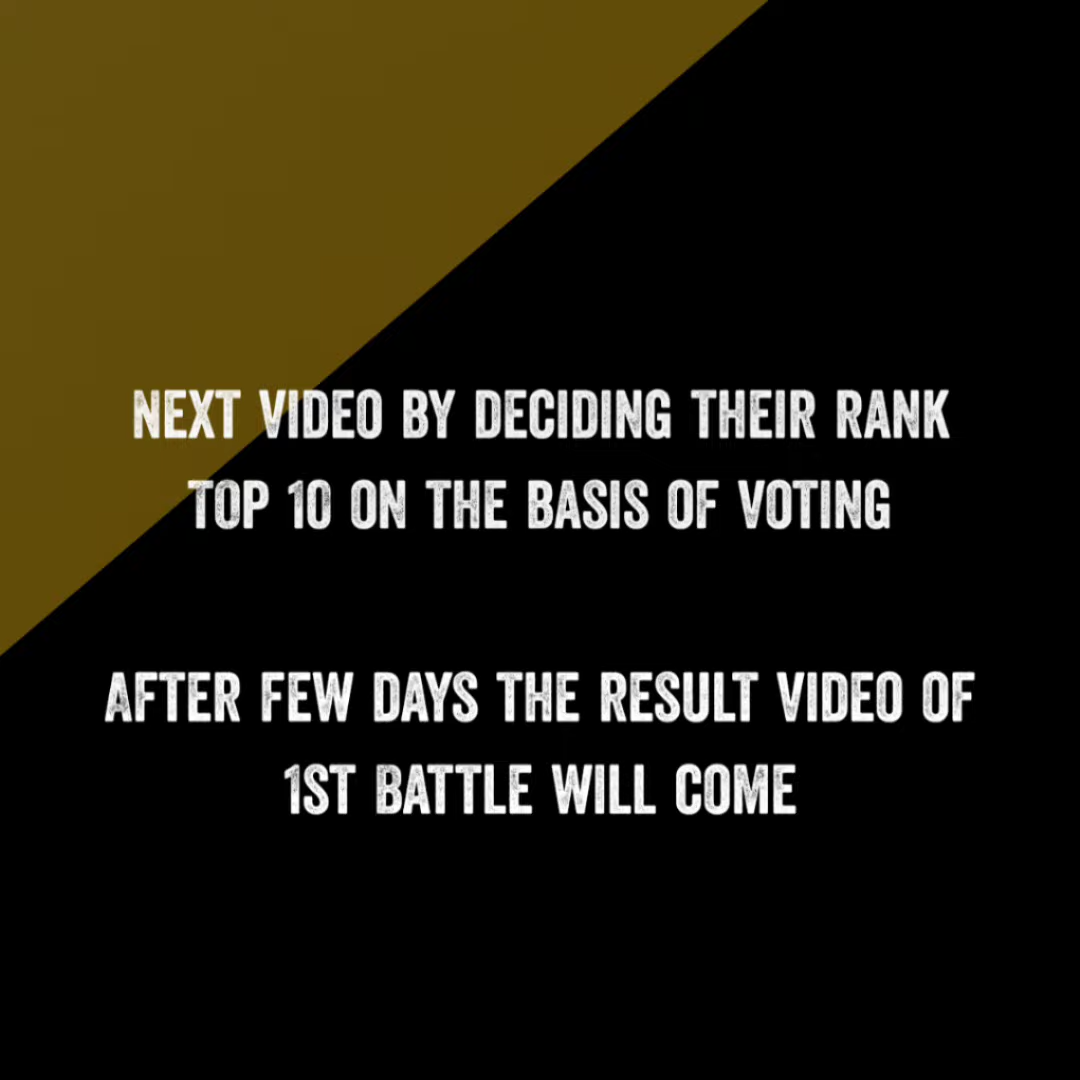 NEXT VIDEO BY DECIDING THEIR RANK
TOP 10 ON THE BASIS OF VOTING
AFTER FEW DAYS THE RESULT VIDEO OF
1ST BATTLE WILL COME